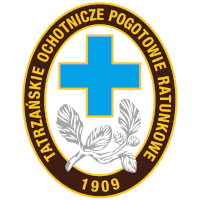 TATRZAŃSKIE OCHOTNICZE POGOTOWIE RATUNKOWE
1909